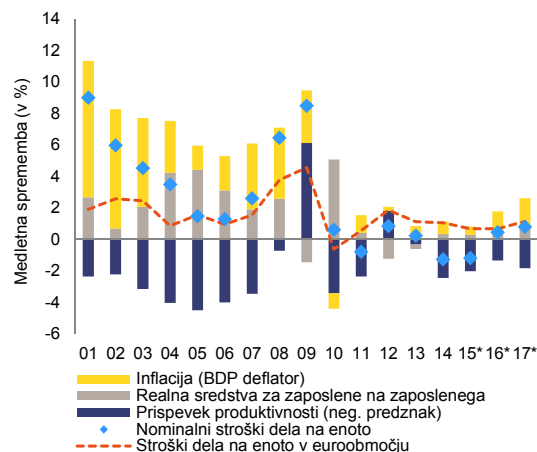 Medletna sprememba (v %)
14
12
10
8
6
4
2
0
-2
-4
-6
01 02 03 04 05 06 07 08 09 10 11 12 13 14 15* 16* 17*
Inflacija (BDP deflator)
Realna sredstva za zaposlene na zaposlenega
Prispevek produktivnosti (neg. predznak)
Nominalni stroški dela na enoto
Stroški dela na enoto v euroobmočju